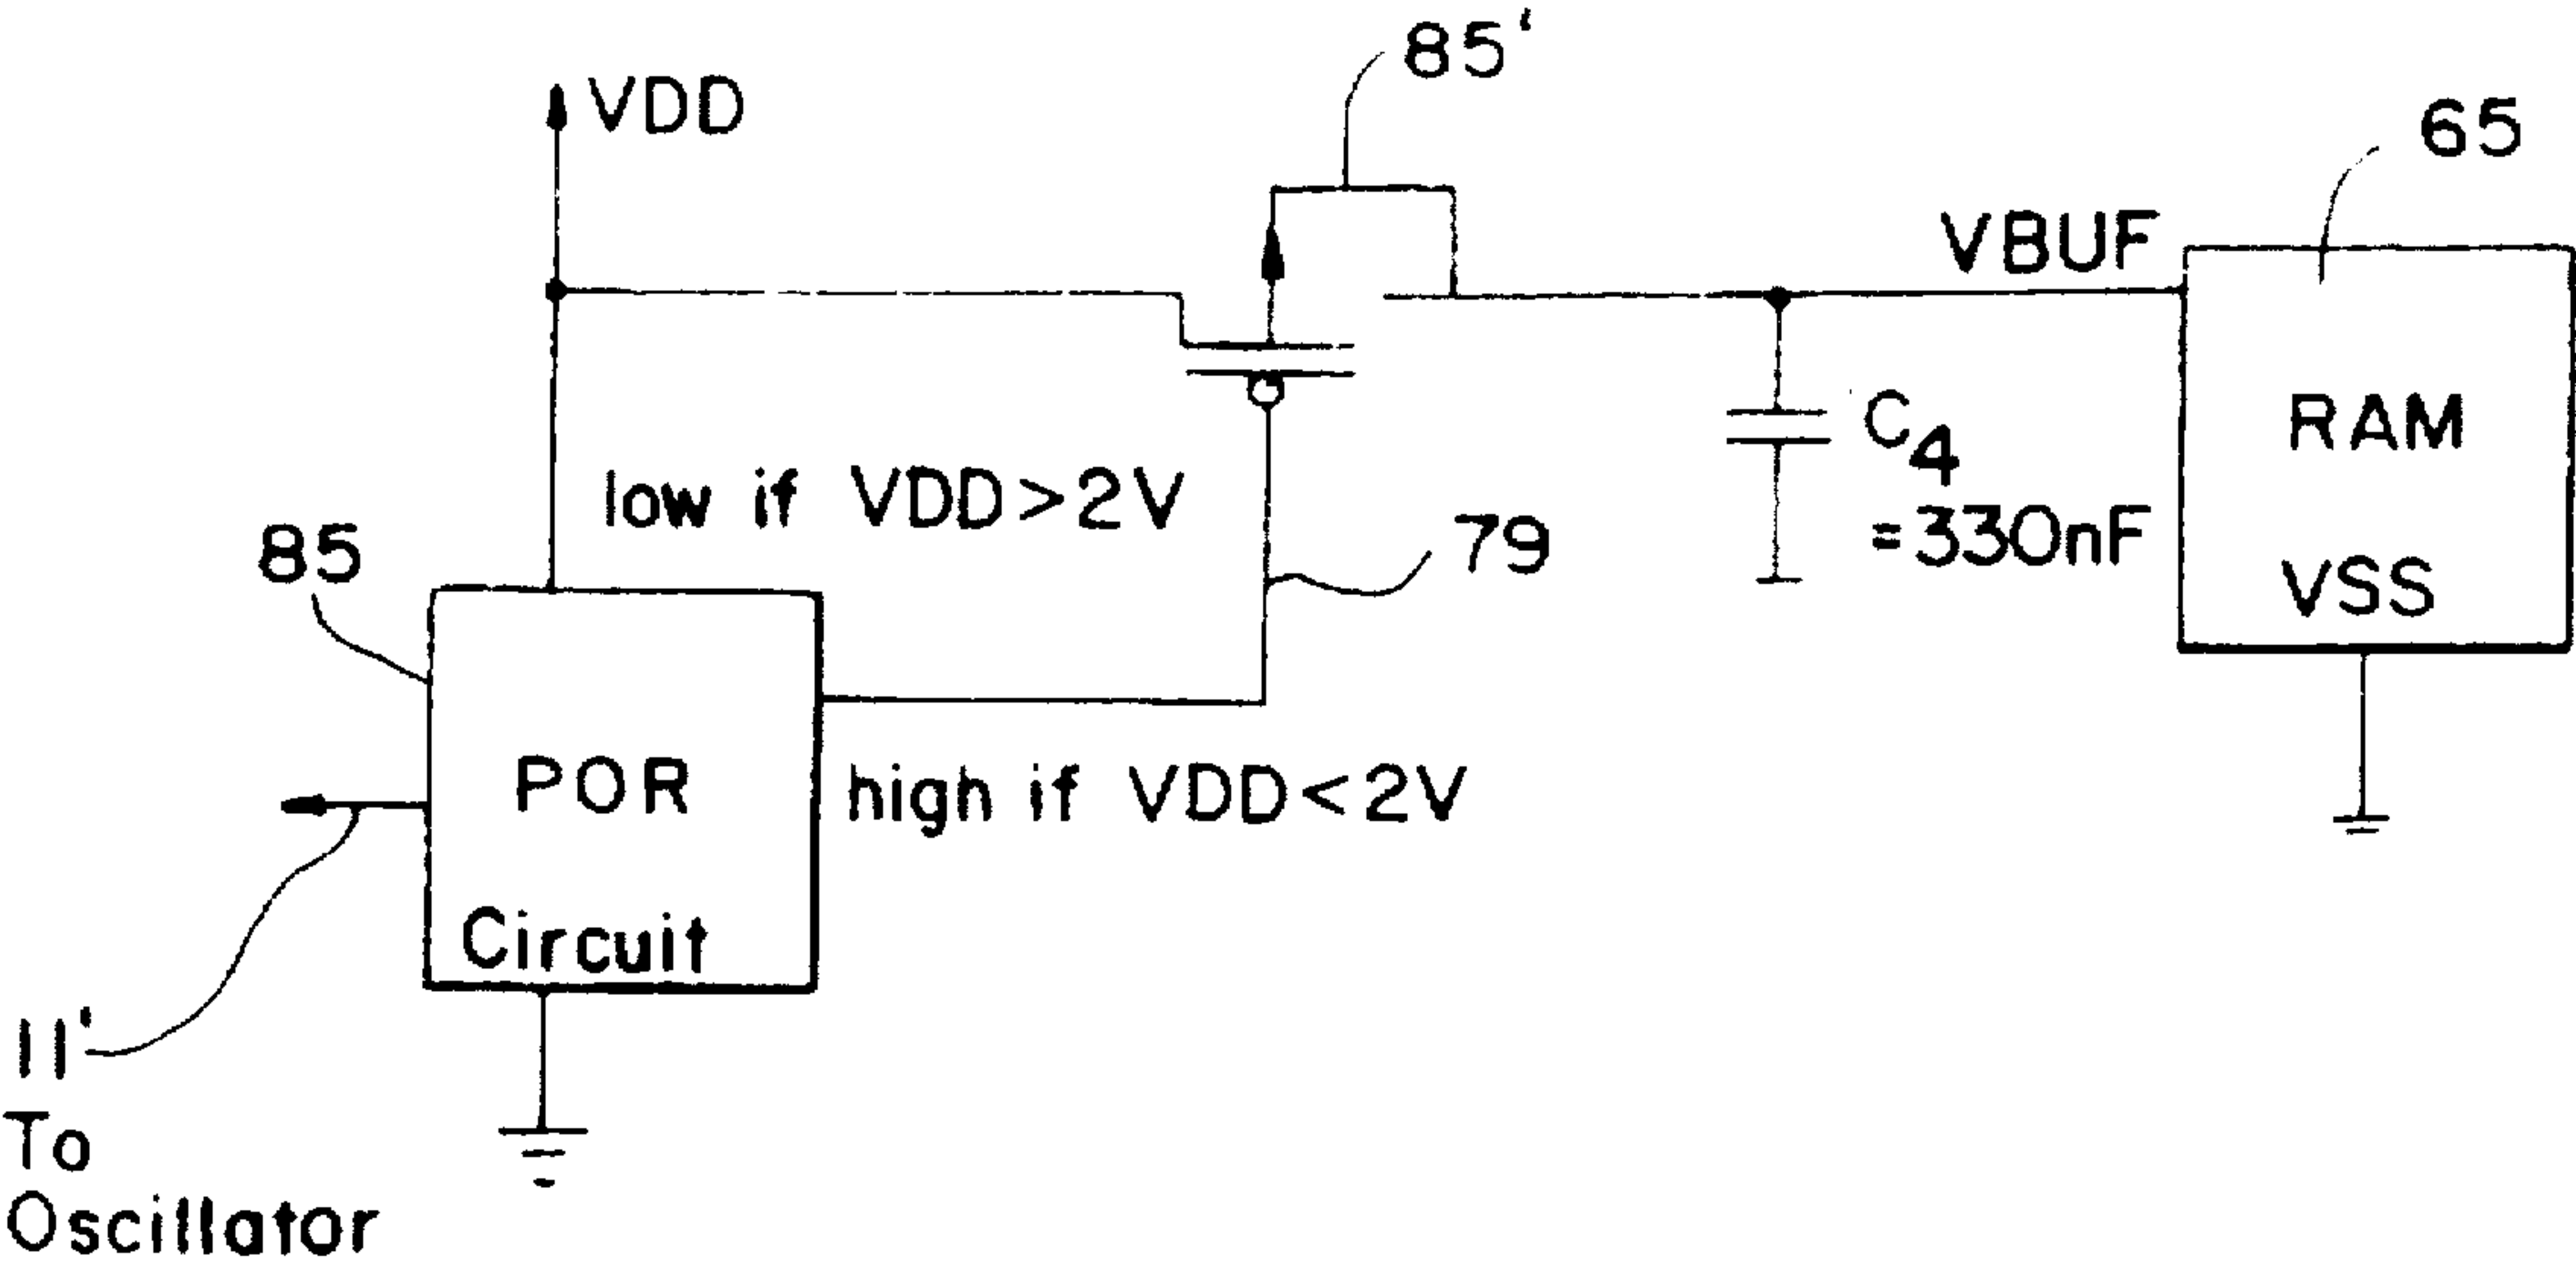 85'
VDD
65
VBUF
low if VDD>2V
C4
=330nF
RAM
VSS
85
79
POR
Circuit
high if VDD<2V
11'
To
Oscillator